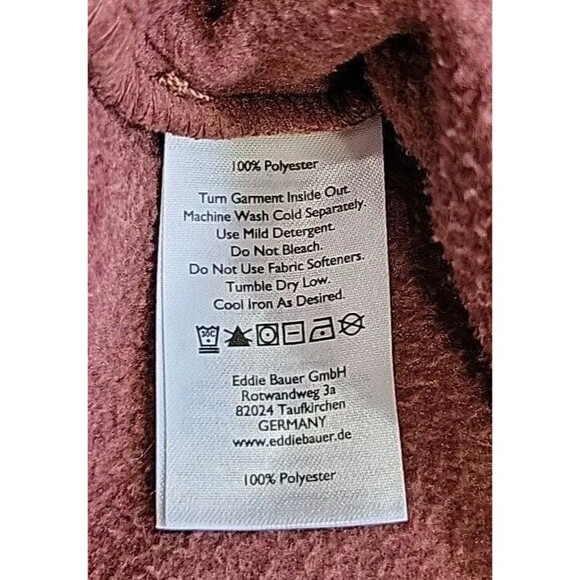 100% Polyester
Turn Garment Inside Out.
Machine Wash Cold Separately.
Use Mild Detergent.
Do Not Bleach.
Do Not Use Fabric Softeners.
Tumble Dry Low.
Cool Iron As Desired.
30C
Eddie Bauer GmbH
Rotwandweg 3a
82024 Taufkirchen
GERMANY
www.eddiebauer.de
100% Polyester